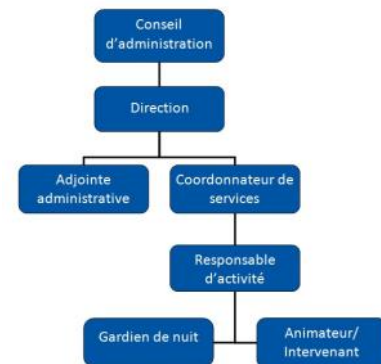 Conseil
d'administration
Direction
Adjointe
administrative
Coordonnateur de
services
Responsable
d'activité
Gardien de nuit
Animateur/
Intervenant